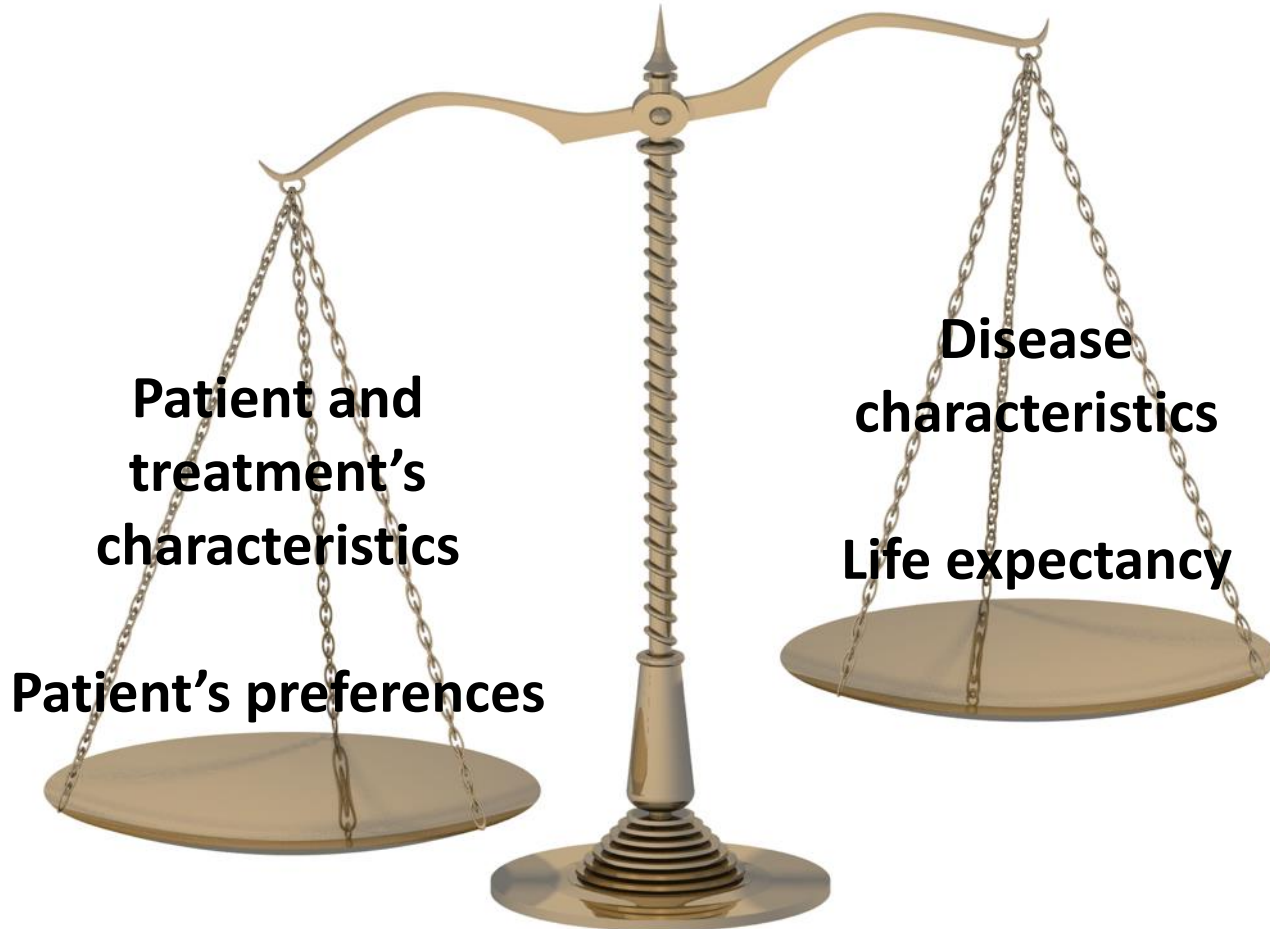 Patient and
treatment’s
characteristics
Patient’s preferences
Disease
characteristics
Life expectancy